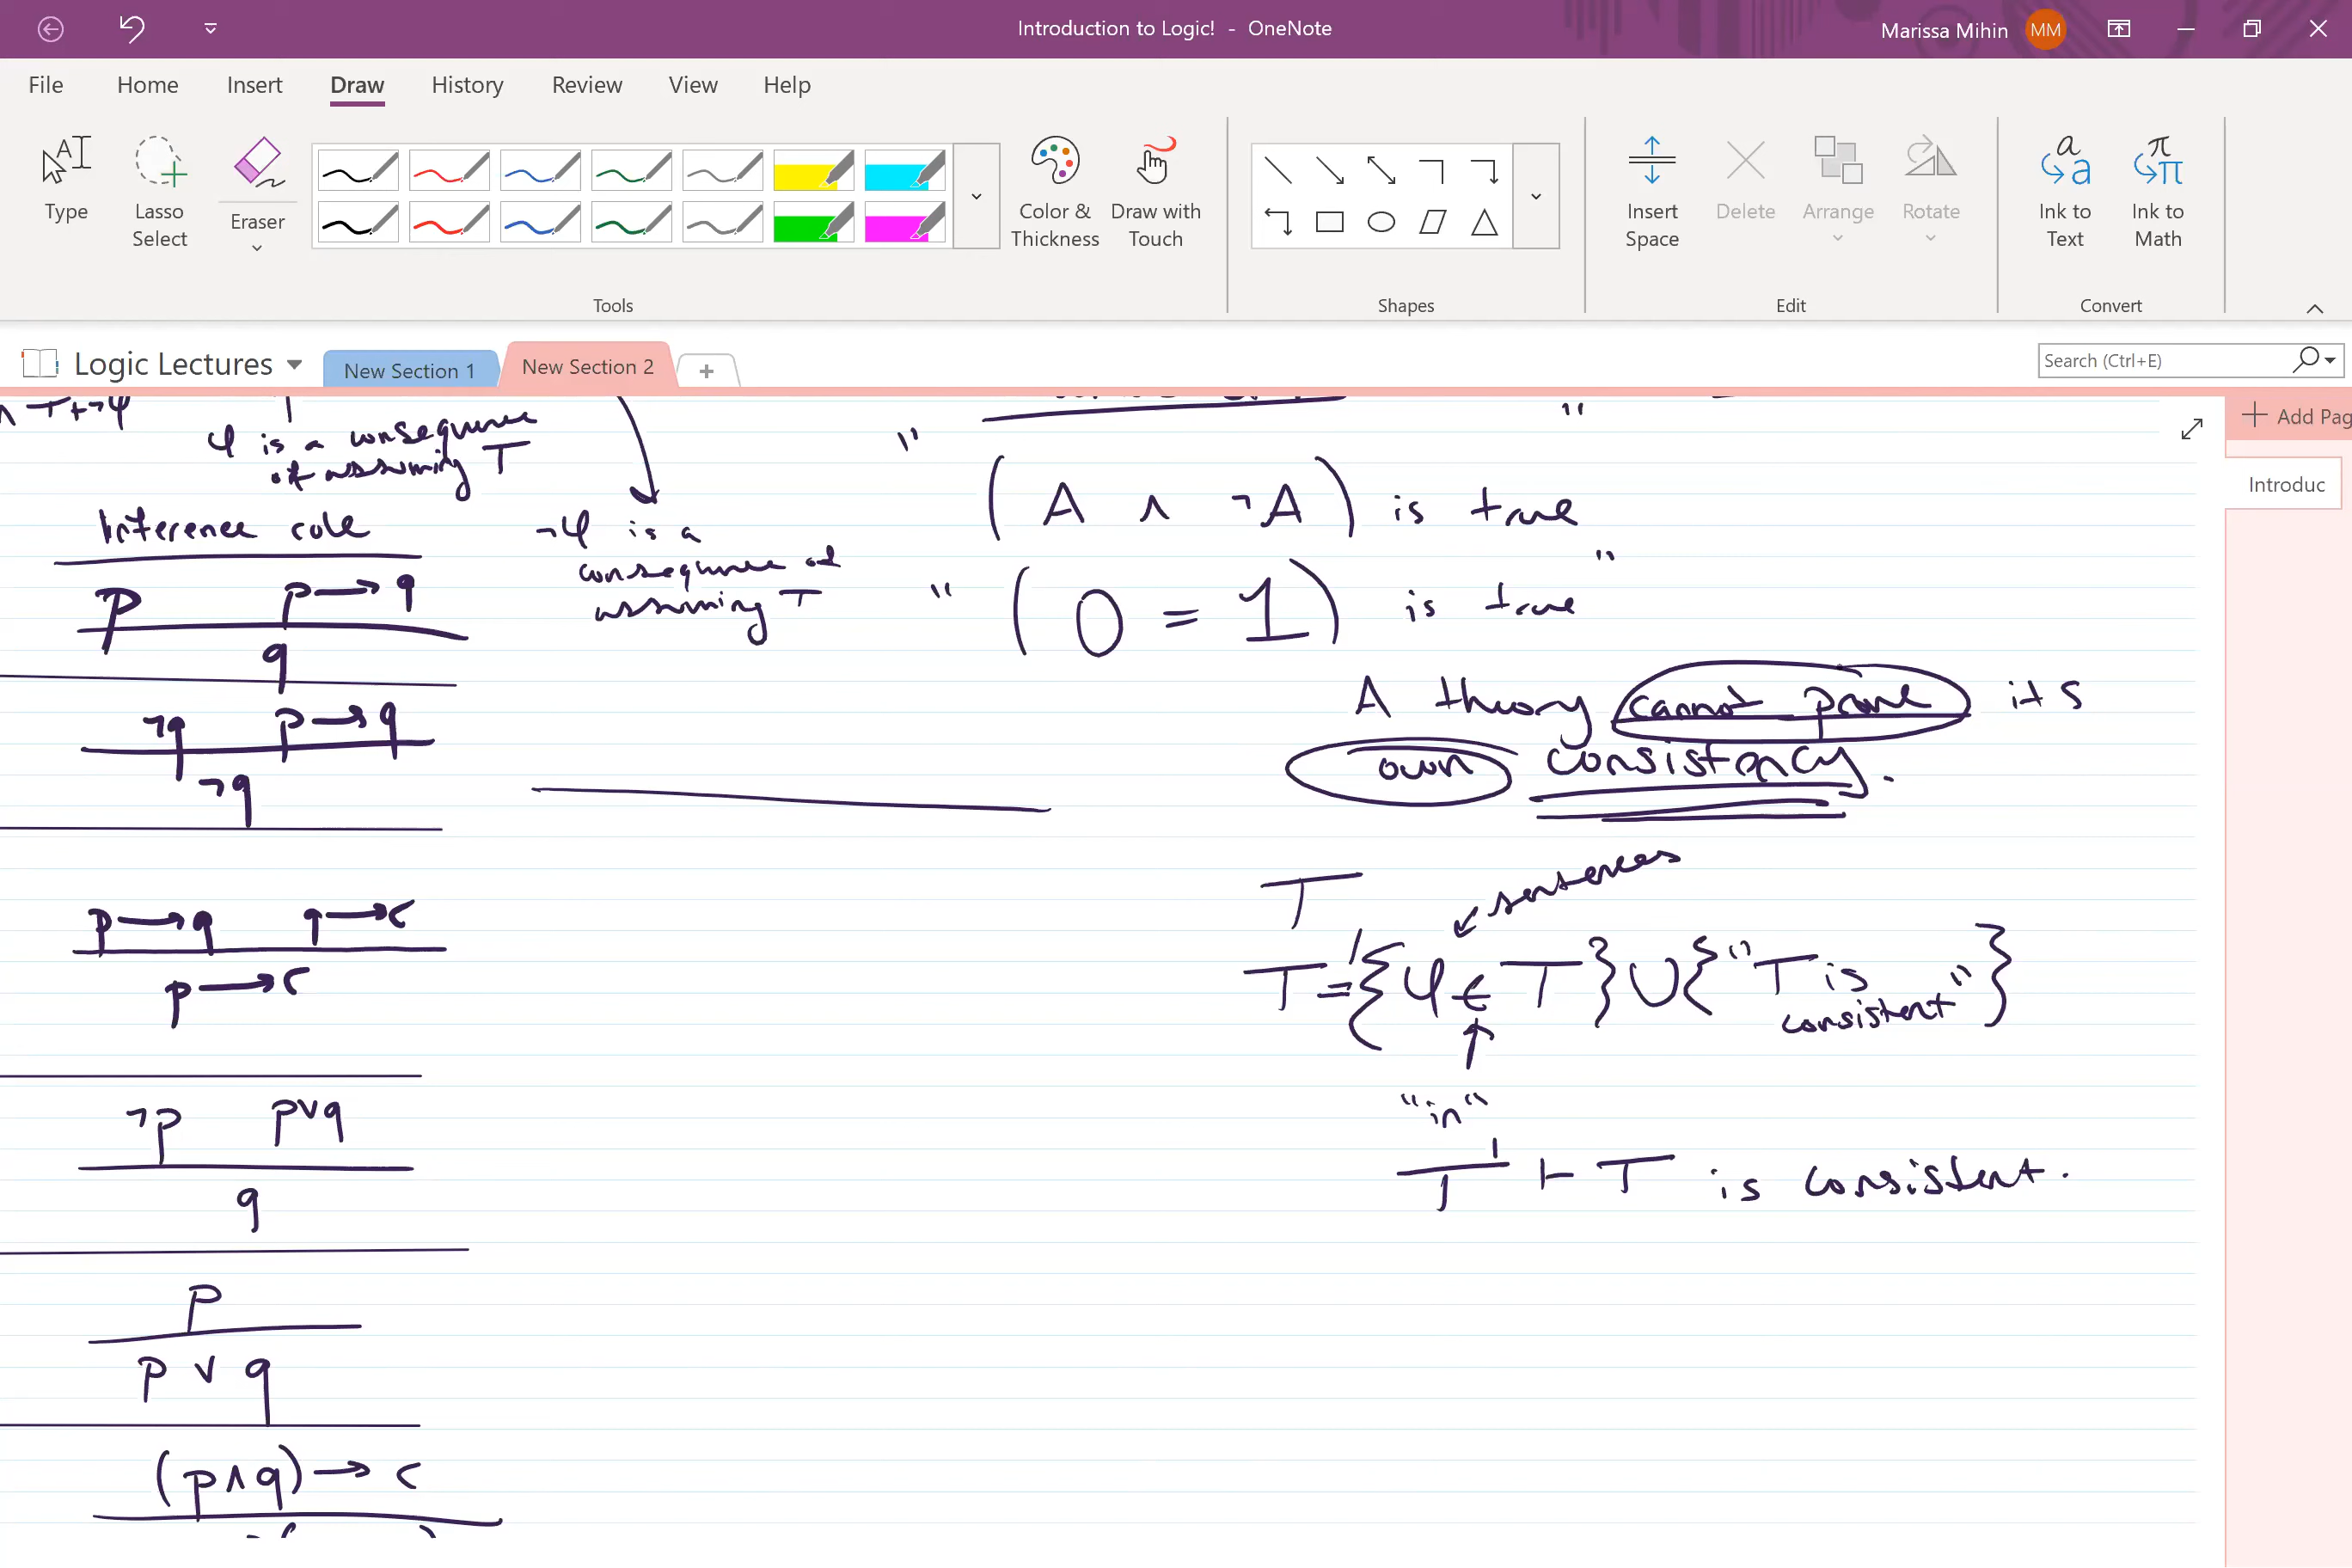 Introduction to Logic! - OneNote
Marissa Mihin MM
File Home Insert Draw History Review View Help
Type
Lasso Select
Eraser
Color & Thickness
Draw with Touch
Insert Space
Delete
Arrange
Rotate
Ink to Text
Ink to Math
Tools Shapes Edit Convert
Logic Lectures New Section 1 New Section 2 +
Search (Ctrl+E)
Add Pag
Introduc
φ is a consequence
of assuming T
¬φ is a
consequence of
assuming T
Inference rule
p p → q
q
¬q p → q
¬q
p → q q → r
p → r
¬p p∨q
q
p
p ∨ q
(p∧q) → r
"
"
(A ∧ ¬A) is true
" (0 = 1) is true "
A theory cannot prove its
own consistency.
T
sentences
T'={φ ∈ T}∪{"T is
consistent"}
"in"
T' ⊢ T is consistent.